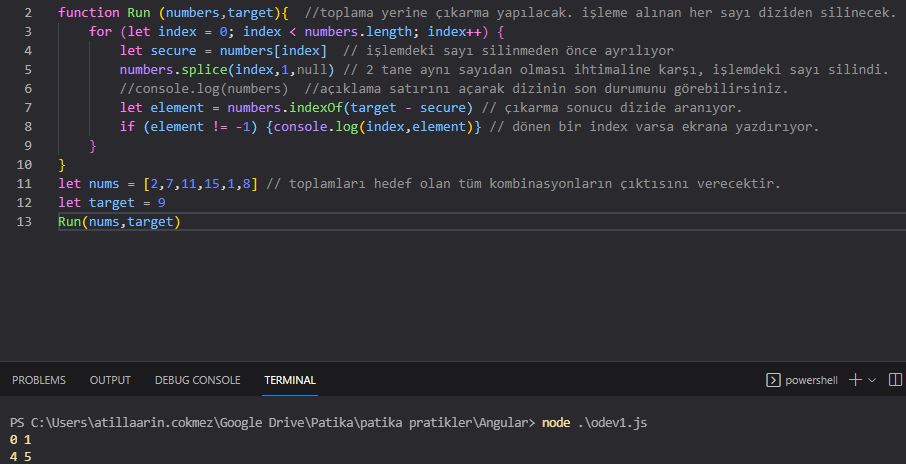 2 function Run (numbers,target){  //toplama yerine çıkarma yapılacak. işleme alınan her sayı diziden silinecek.
3     for (let index = 0; index < numbers.length; index++) {
4         let secure = numbers[index]  // işlemdeki sayı silinmeden önce ayrılıyor
5         numbers.splice(index,1,null) // 2 tane aynı sayıdan olması ihtimaline karşı, işlemdeki sayı silindi.
6         //console.log(numbers)  //açıklama satırını açarak dizinin son durumunu görebilirsiniz.
7         let element = numbers.indexOf(target - secure) // çıkarma sonucu dizide aranıyor.
8         if (element != -1) {console.log(index,element)} // dönen bir index varsa ekrana yazdırıyor.
9     }
10 }
11 let nums = [2,7,11,15,1,8] // toplamları hedef olan tüm kombinasyonların çıktısını verecektir.
12 let target = 9
13 Run(nums,target)
PROBLEMS OUTPUT DEBUG CONSOLE TERMINAL powershell
PS C:\Users\atillaarin.cokmez\Google Drive\Patika\patika pratikler\Angular> node .\odev1.js
0 1
4 5